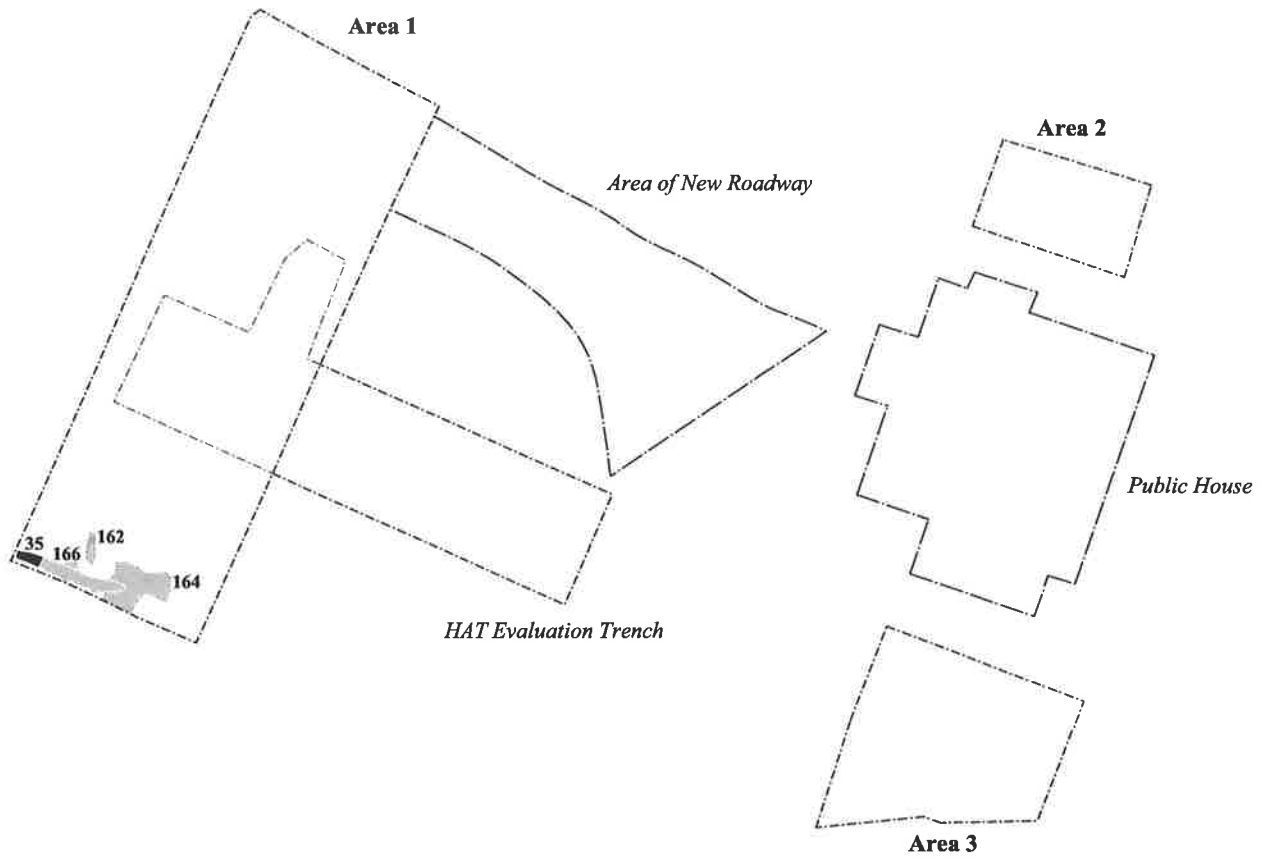 Area 1
Area 2
Area of New Roadway
Public House
35
162
166
164
HAT Evaluation Trench
Area 3